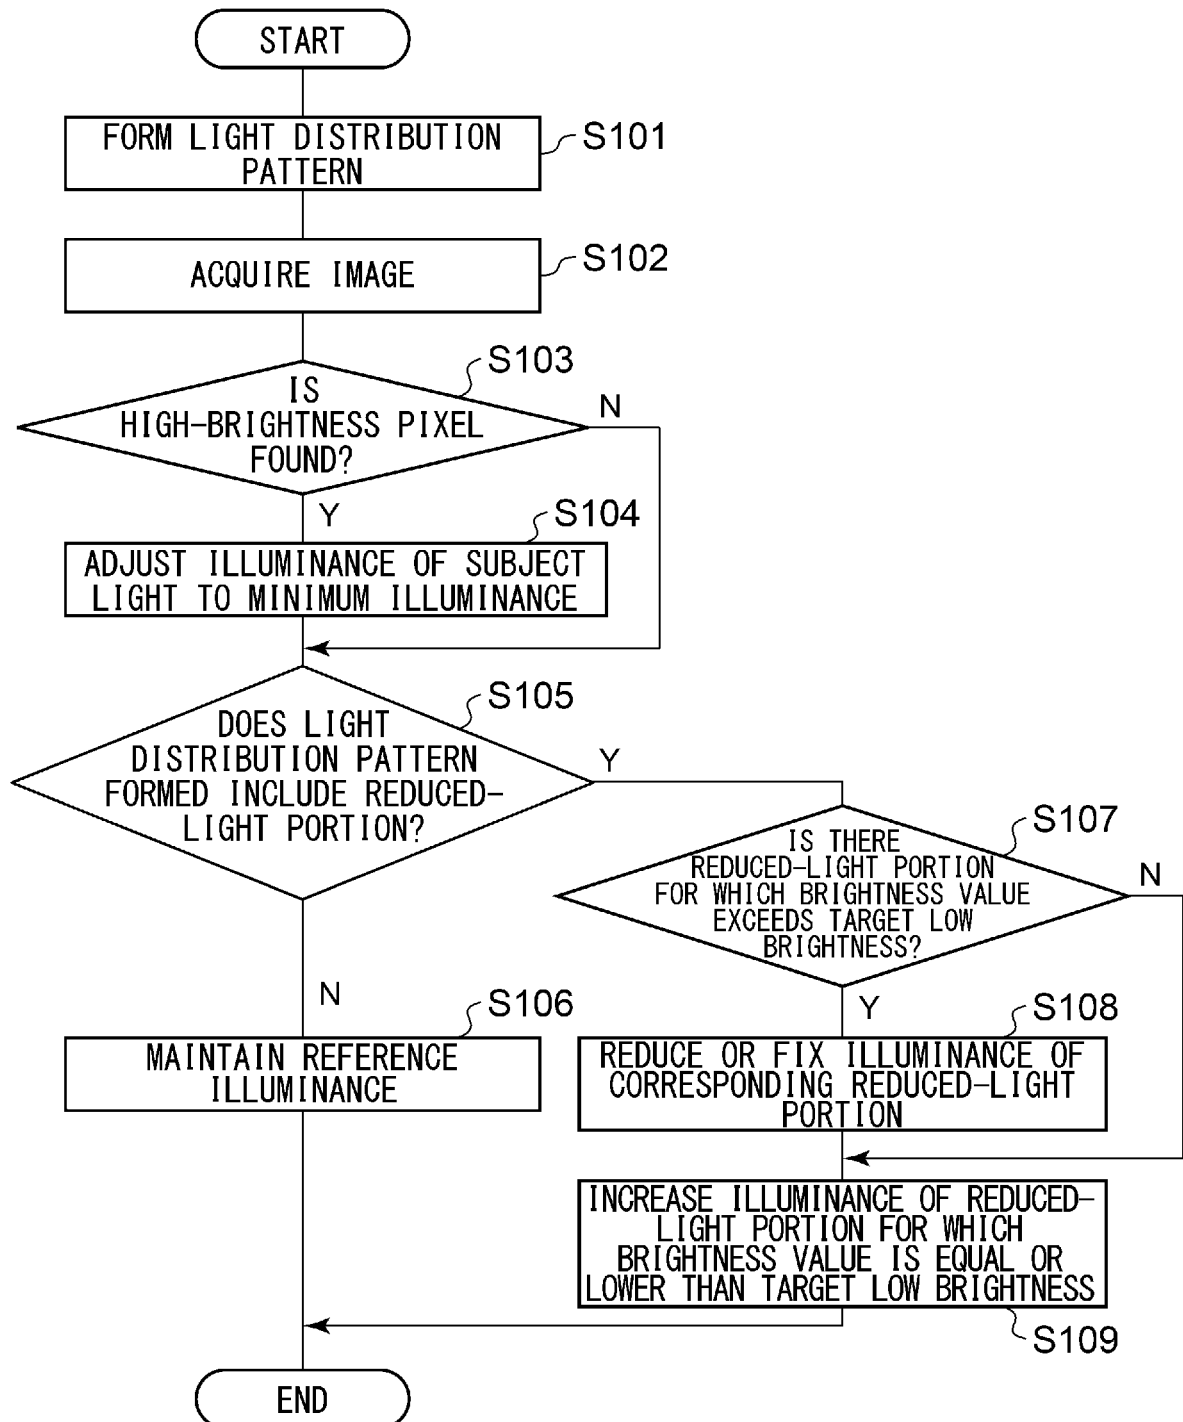 START
FORM LIGHT DISTRIBUTION
PATTERN
S101
ACQUIRE IMAGE
S102
S103
IS
HIGH-BRIGHTNESS PIXEL
FOUND?
N
Y
S104
ADJUST ILLUMINANCE OF SUBJECT
LIGHT TO MINIMUM ILLUMINANCE
S105
DOES LIGHT
DISTRIBUTION PATTERN
FORMED INCLUDE REDUCED-
LIGHT PORTION?
Y
N
S106
MAINTAIN REFERENCE
ILLUMINANCE
S107
IS THERE
REDUCED-LIGHT PORTION
FOR WHICH BRIGHTNESS VALUE
EXCEEDS TARGET LOW
BRIGHTNESS?
N
Y
S108
REDUCE OR FIX ILLUMINANCE OF
CORRESPONDING REDUCED-LIGHT
PORTION
INCREASE ILLUMINANCE OF REDUCED-
LIGHT PORTION FOR WHICH
BRIGHTNESS VALUE IS EQUAL OR
LOWER THAN TARGET LOW BRIGHTNESS
S109
END